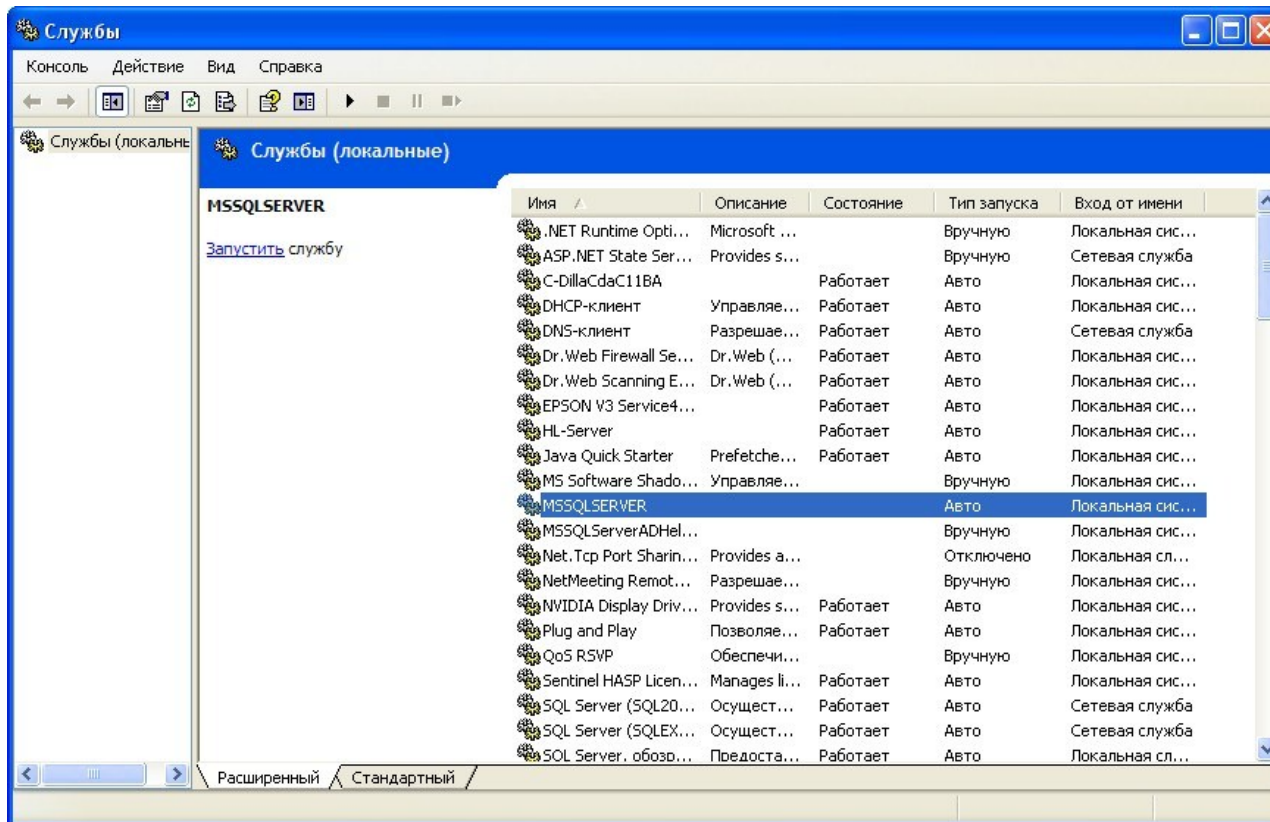 Службы
Консоль Действие Вид Справка
Службы (локальнь
Службы (локальные)
MSSQLSERVER
Запустить службу
Имя Описание Состояние Тип запуска Вход от имени
.NET Runtime Opti... Microsoft ... Вручную Локальная сис...
ASP.NET State Ser... Provides s... Вручную Сетевая служба
C-DillaCdaC11BA Работает Авто Локальная сис...
DHCP-клиент Управляе... Работает Авто Локальная сис...
DNS-клиент Разрешае... Работает Авто Сетевая служба
Dr.Web Firewall Se... Dr.Web (... Работает Авто Локальная сис...
Dr.Web Scanning E... Dr.Web (... Работает Авто Локальная сис...
EPSON V3 Service4... Работает Авто Локальная сис...
HL-Server Работает Авто Локальная сис...
Java Quick Starter Prefetche... Работает Авто Локальная сис...
MS Software Shado... Управляе... Вручную Локальная сис...
MSSQLSERVER Авто Локальная сис...
MSSQLServerADHel... Вручную Локальная сис...
Net.Tcp Port Sharin... Provides a... Отключено Локальная сл...
NetMeeting Remot... Разрешае... Вручную Локальная сис...
NVIDIA Display Driv... Provides s... Работает Авто Локальная сис...
Plug and Play Позволяе... Работает Авто Локальная сис...
QoS RSVP Обеспечи... Вручную Локальная сис...
Sentinel HASP Licen... Manages li... Работает Авто Локальная сис...
SQL Server (SQL20... Осущест... Работает Авто Сетевая служба
SQL Server (SQLEX... Осущест... Работает Авто Сетевая служба
SQL Server, обозр... Предоста... Работает Авто Локальная сл...
Расширенный Стандартный